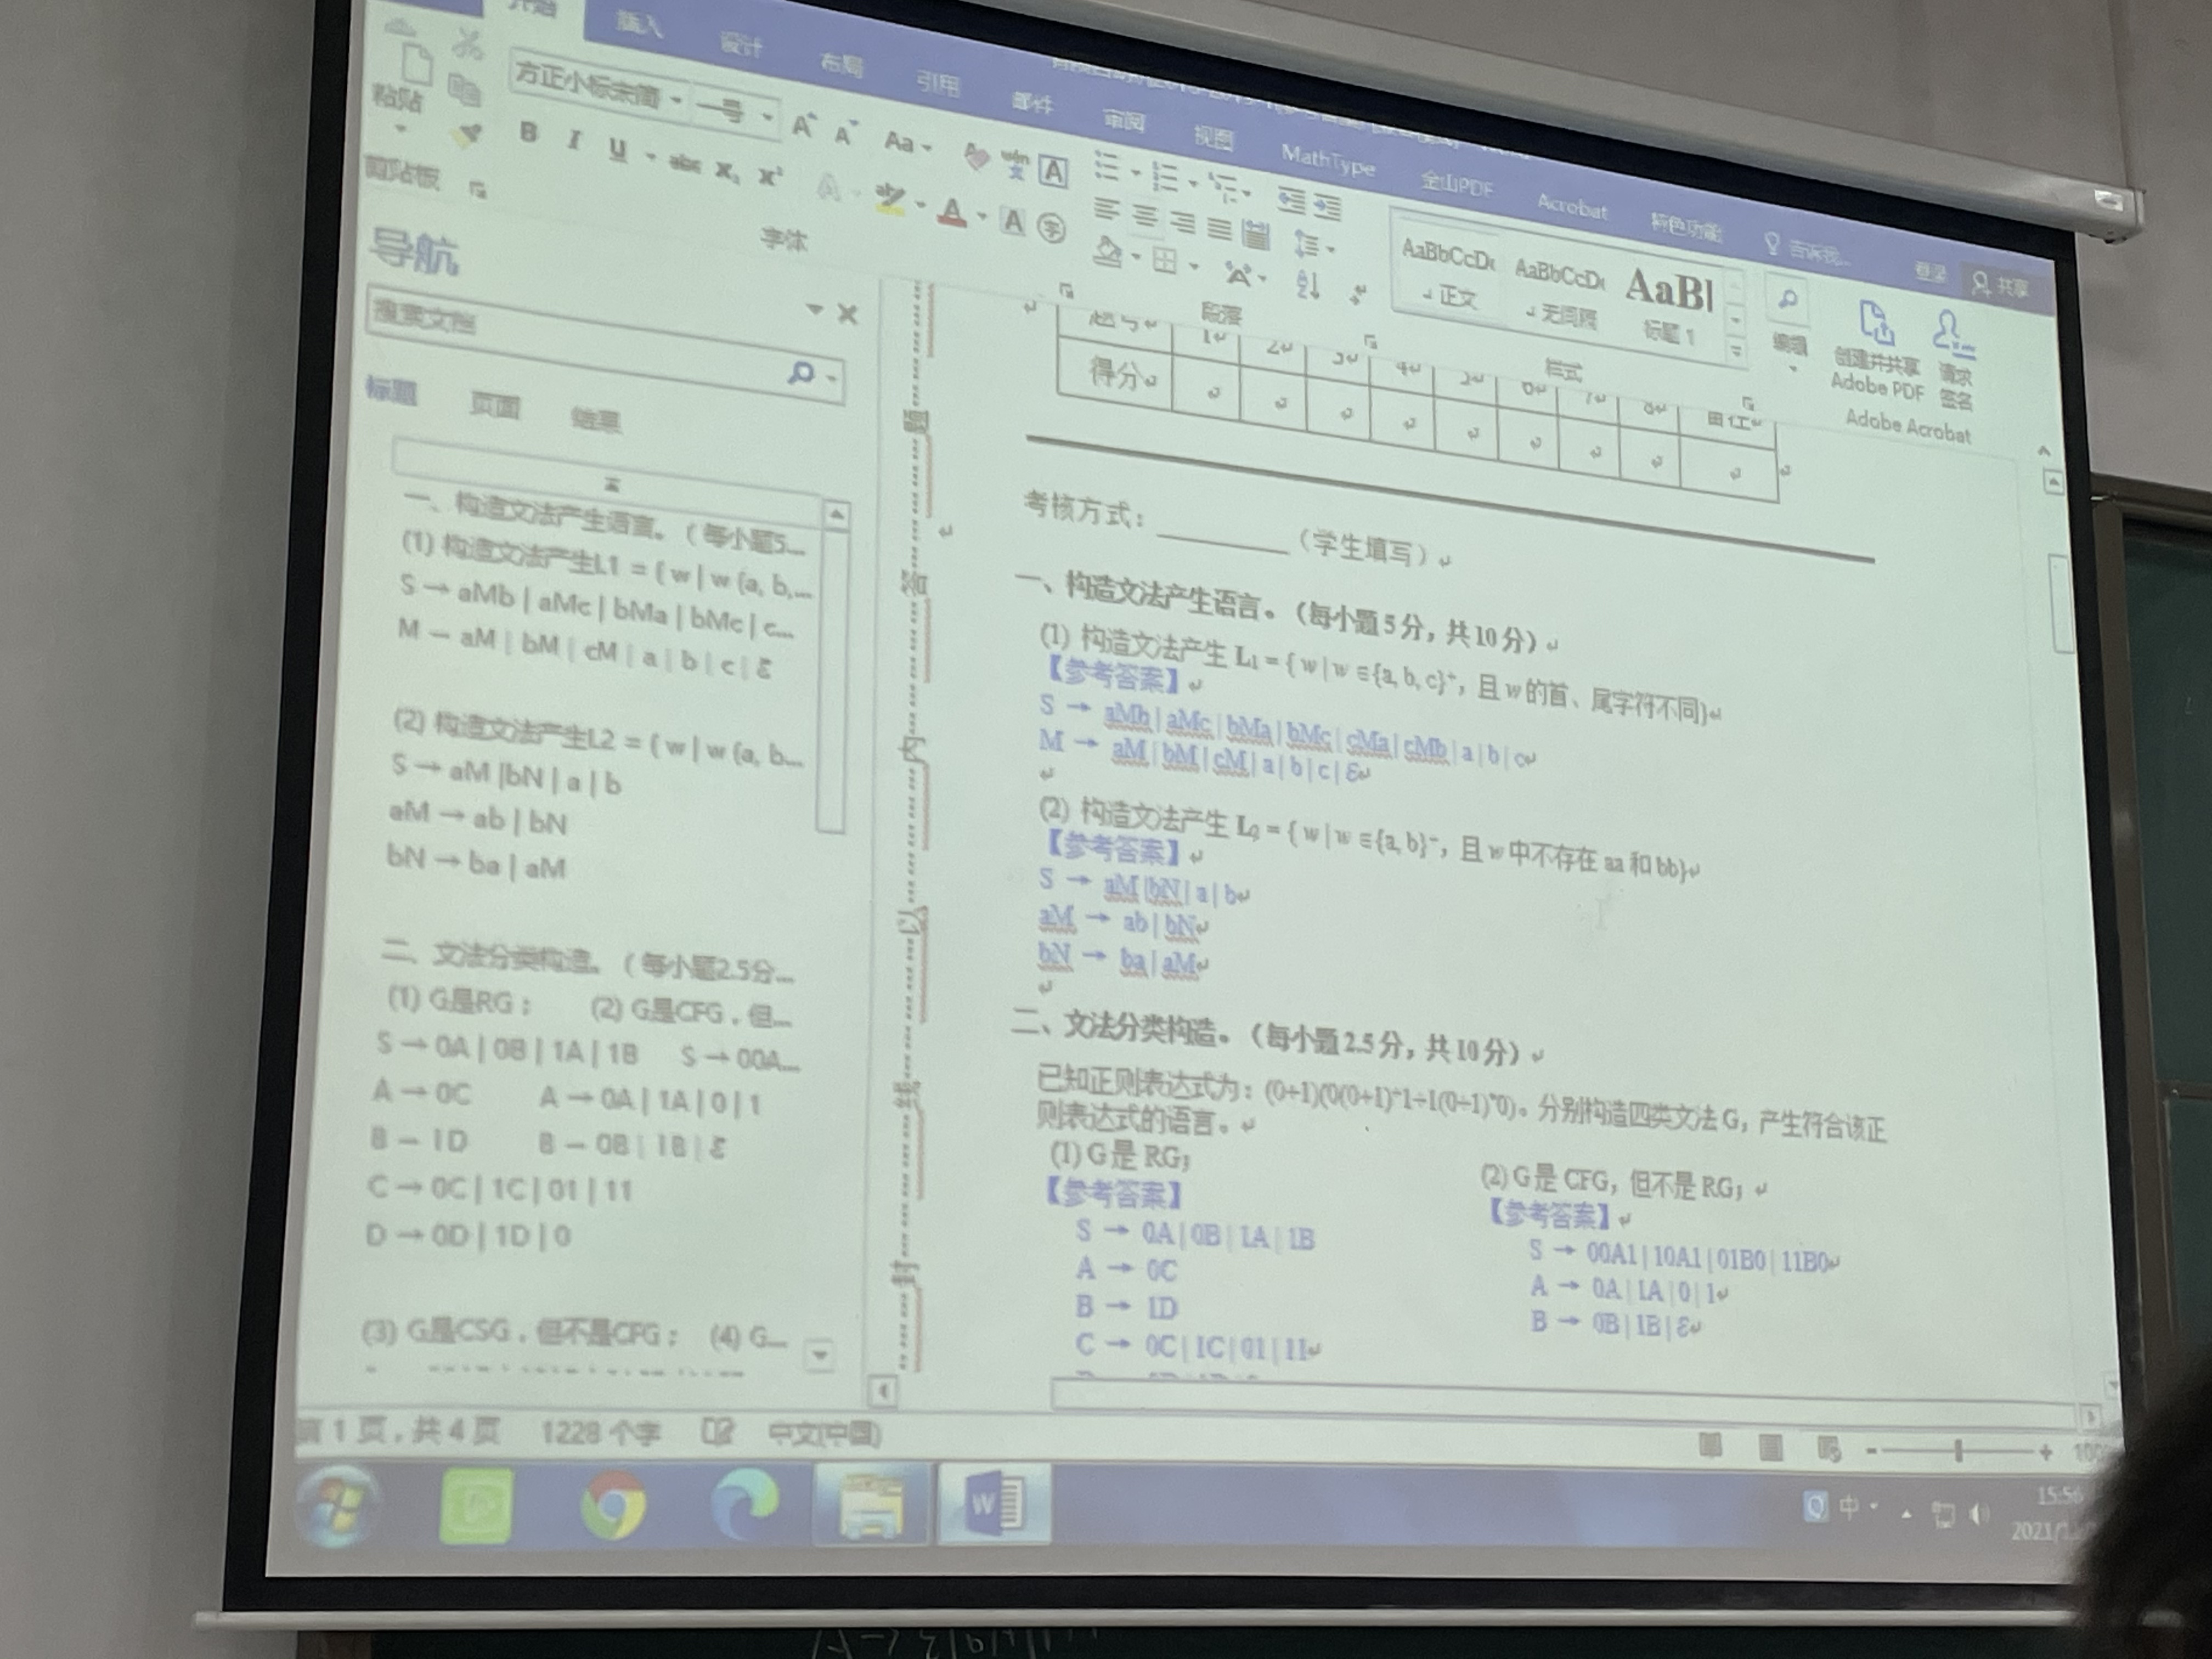 开始 插入 设计 布局 引用 邮件 审阅 视图 MathType 金山PDF Acrobat 特色功能 告诉我... 登录 共享
粘贴
剪贴板
方正小标宋简 一号
B I U abc X₂ X² Aa
字体
段落
AaBbCcDc AaBbCcDc AaBl
正文 无间隔 标题 1
样式
编辑
创建并共享 Adobe PDF
请求签名
Adobe Acrobat
导航
搜索文档
标题 页面 结果
一、构造文法产生语言。（每小题5...
(1) 构造文法产生L1 = { w | w (a, b,...
S → aMb | aMc | bMa | bMc | c...
M → aM | bM | cM | a | b | c | ε
(2) 构造文法产生L2 = { w | w (a, b...
S → aM |bN | a | b
aM → ab | bN
bN → ba | aM
二、文法分类构造。（每小题2.5分...
(1) G是RG； (2) G是CFG，但...
S → 0A | 0B | 1A | 1B S → 00A...
A → 0C A → 0A | 1A | 0 | 1
B → 1D B → 0B | 1B | ε
C → 0C | 1C | 01 | 11
D → 0D | 1D | 0
(3) G是CSG，但不是CFG； (4) G...
题 答 内 以 线 封
题号 1 2 3 4 5 6 7 8
得分
考核方式：________（学生填写）
一、构造文法产生语言。（每小题 5 分，共 10 分）
(1) 构造文法产生 L₁ = { w | w ∈{a, b, c}⁺，且 w 的首、尾字符不同}
【参考答案】
S → aMb | aMc | bMa | bMc | cMa | cMb | a | b | c
M → aM | bM | cM | a | b | c | ε
(2) 构造文法产生 L₂ = { w | w ∈{a, b}⁺，且 w 中不存在 aa 和 bb}
【参考答案】
S → aM |bN | a | b
aM → ab | bN
bN → ba | aM
二、文法分类构造。（每小题 2.5 分，共 10 分）
已知正则表达式为：(0+1)(0(0+1)⁺1+1(0+1)*0)。分别构造四类文法 G，产生符合该正
则表达式的语言。
(1) G 是 RG； (2) G 是 CFG，但不是 RG；
【参考答案】 【参考答案】
S → 0A | 0B | 1A | 1B S → 00A1 | 10A1 | 01B0 | 11B0
A → 0C A → 0A | 1A | 0 | 1
B → 1D B → 0B | 1B | ε
C → 0C | 1C | 01 | 11
第 1 页，共 4 页 1228 个字 中文(中国)
中
15:56